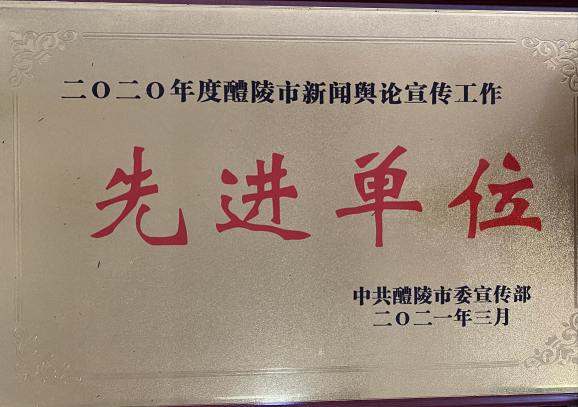 二〇二〇年度醴陵市新闻舆论宣传工作
先进单位
中共醴陵市委宣传部
二〇二一年三月